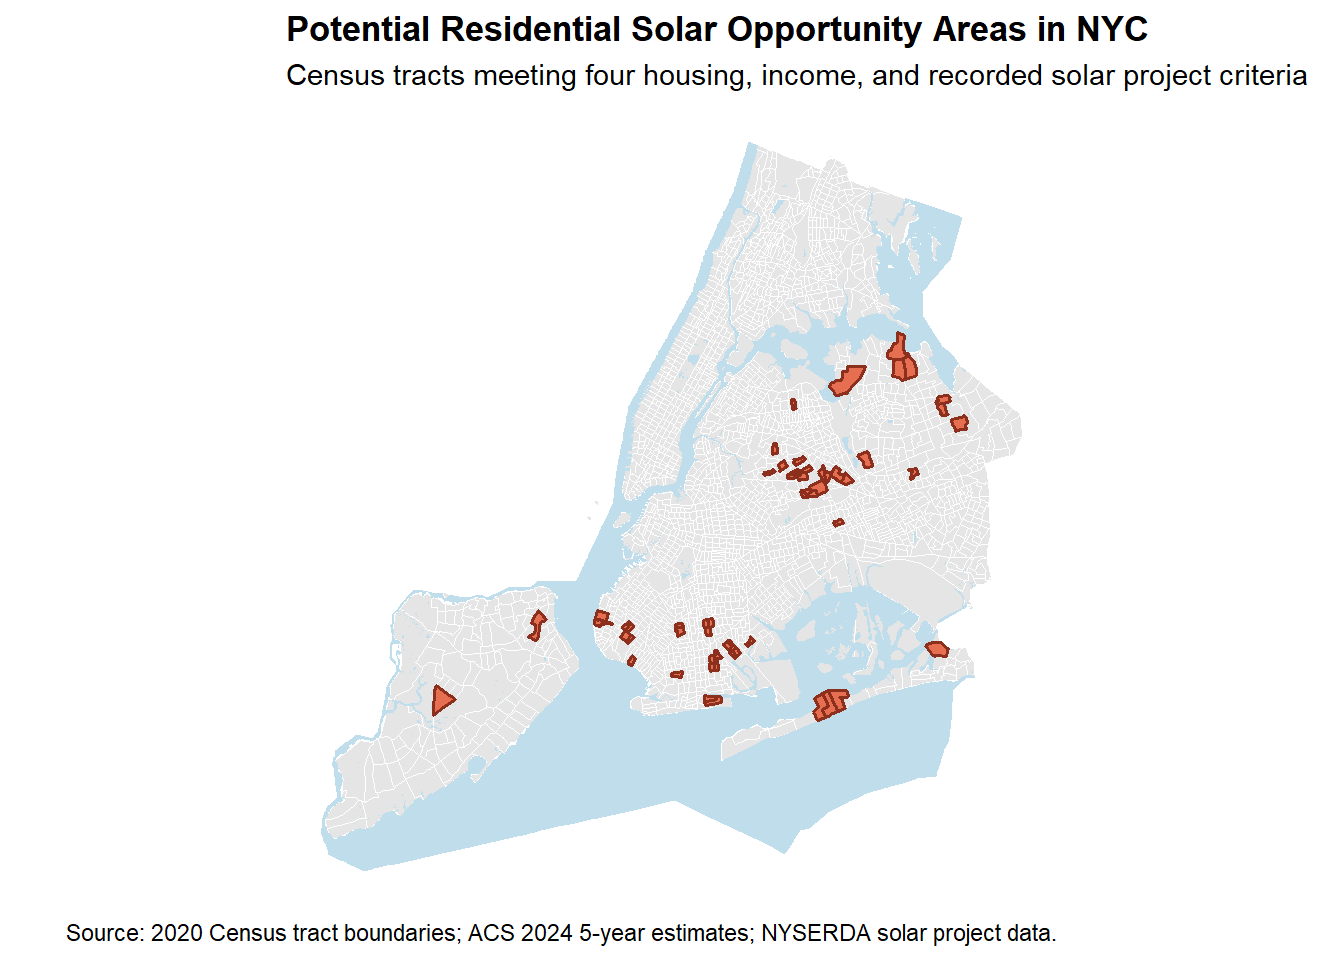 Potential Residential Solar Opportunity Areas in NYC
Census tracts meeting four housing, income, and recorded solar project criteria
Source: 2020 Census tract boundaries; ACS 2024 5-year estimates; NYSERDA solar project data.